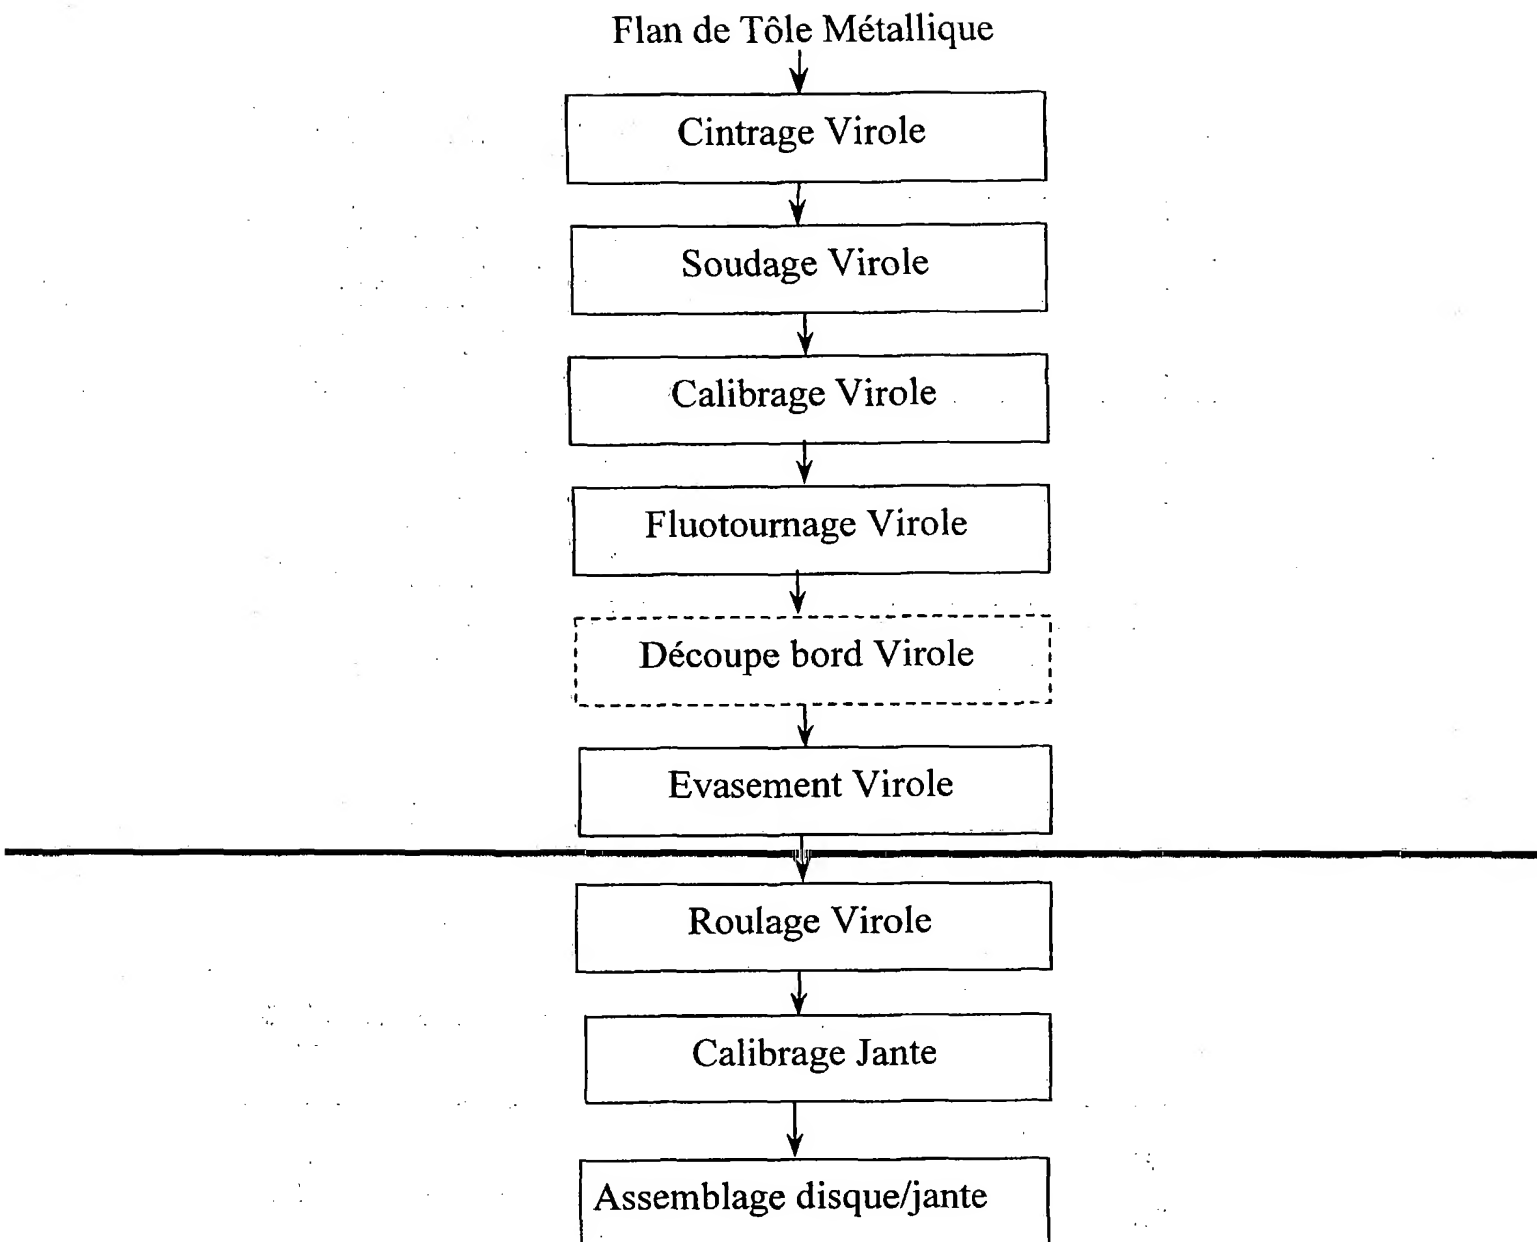 Flan de Tôle Métallique
Cintrage Virole
Soudage Virole
Calibrage Virole
Fluotournage Virole
Découpe bord Virole
Evasement Virole
Roulage Virole
Calibrage Jante
Assemblage disque/jante